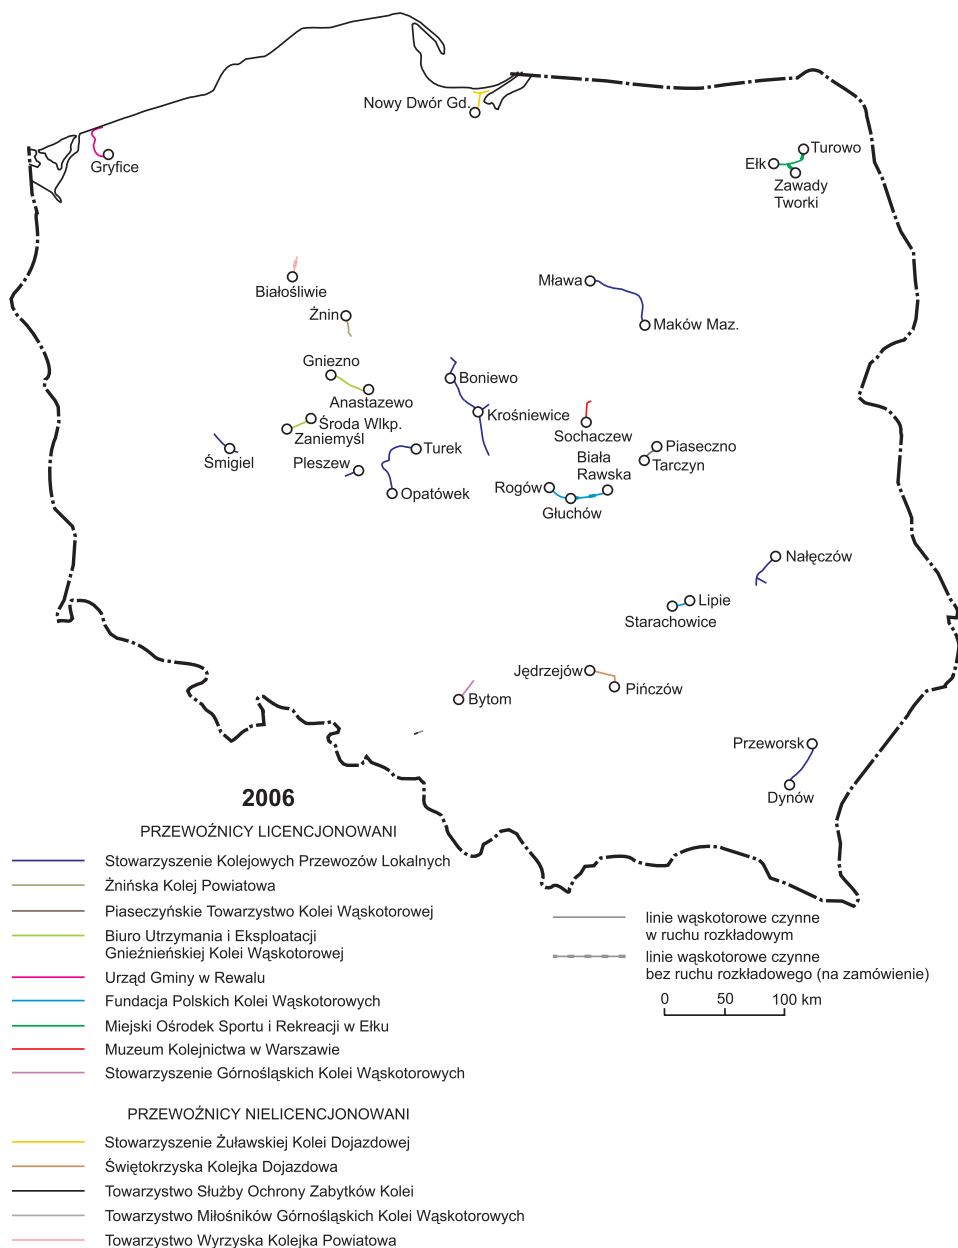 Nowy Dwór Gd.
Gryfice
Turowo
Ełk
Zawady
Tworki
Białośliwie
Żnin
Mława
Maków Maz.
Gniezno
Anastazewo
Boniewo
Krośniewice
Środa Wlkp.
Zaniemyśl
Śmigiel
Pleszew
Turek
Opatówek
Sochaczew
Piaseczno
Tarczyn
Biała
Rawska
Rogów
Głuchów
Nałęczów
Lipie
Starachowice
Jędrzejów
Pińczów
Bytom
Przeworsk
Dynów
2006
PRZEWOŹNICY LICENCJONOWANI
Stowarzyszenie Kolejowych Przewozów Lokalnych
Żnińska Kolej Powiatowa
Piaseczyńskie Towarzystwo Kolei Wąskotorowej
Biuro Utrzymania i Eksploatacji
Gnieźnieńskiej Kolei Wąskotorowej
Urząd Gminy w Rewalu
Fundacja Polskich Kolei Wąskotorowych
Miejski Ośrodek Sportu i Rekreacji w Ełku
Muzeum Kolejnictwa w Warszawie
Stowarzyszenie Górnośląskich Kolei Wąskotorowych
PRZEWOŹNICY NIELICENCJONOWANI
Stowarzyszenie Żuławskiej Kolei Dojazdowej
Świętokrzyska Kolejka Dojazdowa
Towarzystwo Służby Ochrony Zabytków Kolei
Towarzystwo Miłośników Górnośląskich Kolei Wąskotorowych
Towarzystwo Wyrzyska Kolejka Powiatowa
linie wąskotorowe czynne
w ruchu rozkładowym
linie wąskotorowe czynne
bez ruchu rozkładowego (na zamówienie)
0 50 100 km